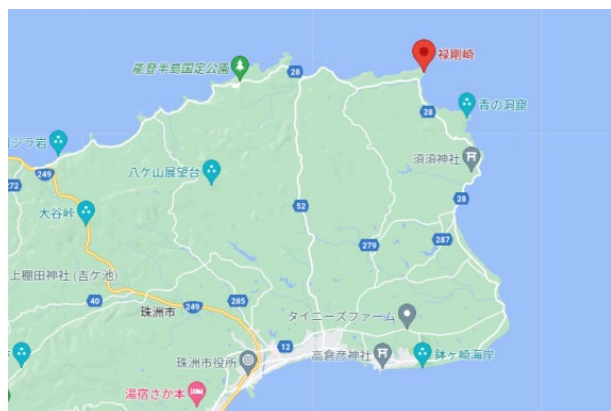 禄剛崎
28
能登半島国定公園
青の洞窟
28
ゴジラ岩
須須神社
249
272
八ケ山展望台
28
52
大谷峠
287
279
上棚田神社(吉ケ池)
40
285
249
珠洲市
タイニーズファーム
12
珠洲市役所
高倉彦神社
鉢ヶ崎海岸
湯宿さか本